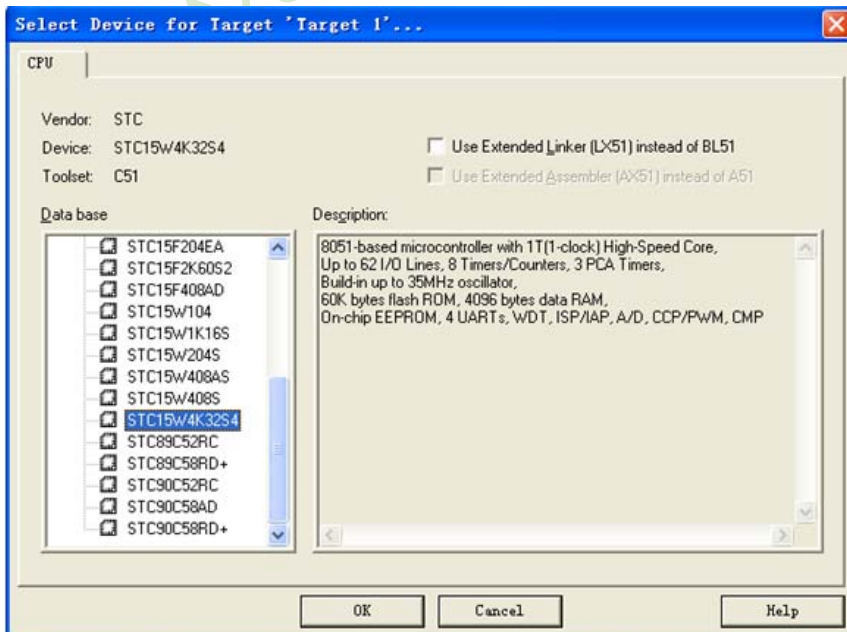 Select Device for Target 'Target 1'...
CPU
Vendor: STC
Device: STC15W4K32S4
Toolset: C51
Use Extended Linker (LX51) instead of BL51
Use Extended Assembler (AX51) instead of A51
Data base
STC15F204EA
STC15F2K60S2
STC15F408AD
STC15W104
STC15W1K16S
STC15W204S
STC15W408AS
STC15W408S
STC15W4K32S4
STC89C52RC
STC89C58RD+
STC90C52RC
STC90C58AD
STC90C58RD+
Description:
8051-based microcontroller with 1T(1-clock) High-Speed Core,
Up to 62 I/O Lines, 8 Timers/Counters, 3 PCA Timers,
Build-in up to 35MHz oscillator,
60K bytes flash ROM, 4096 bytes data RAM,
On-chip EEPROM, 4 UARTs, WDT, ISP/IAP, A/D, CCP/PWM, CMP
OK
Cancel
Help